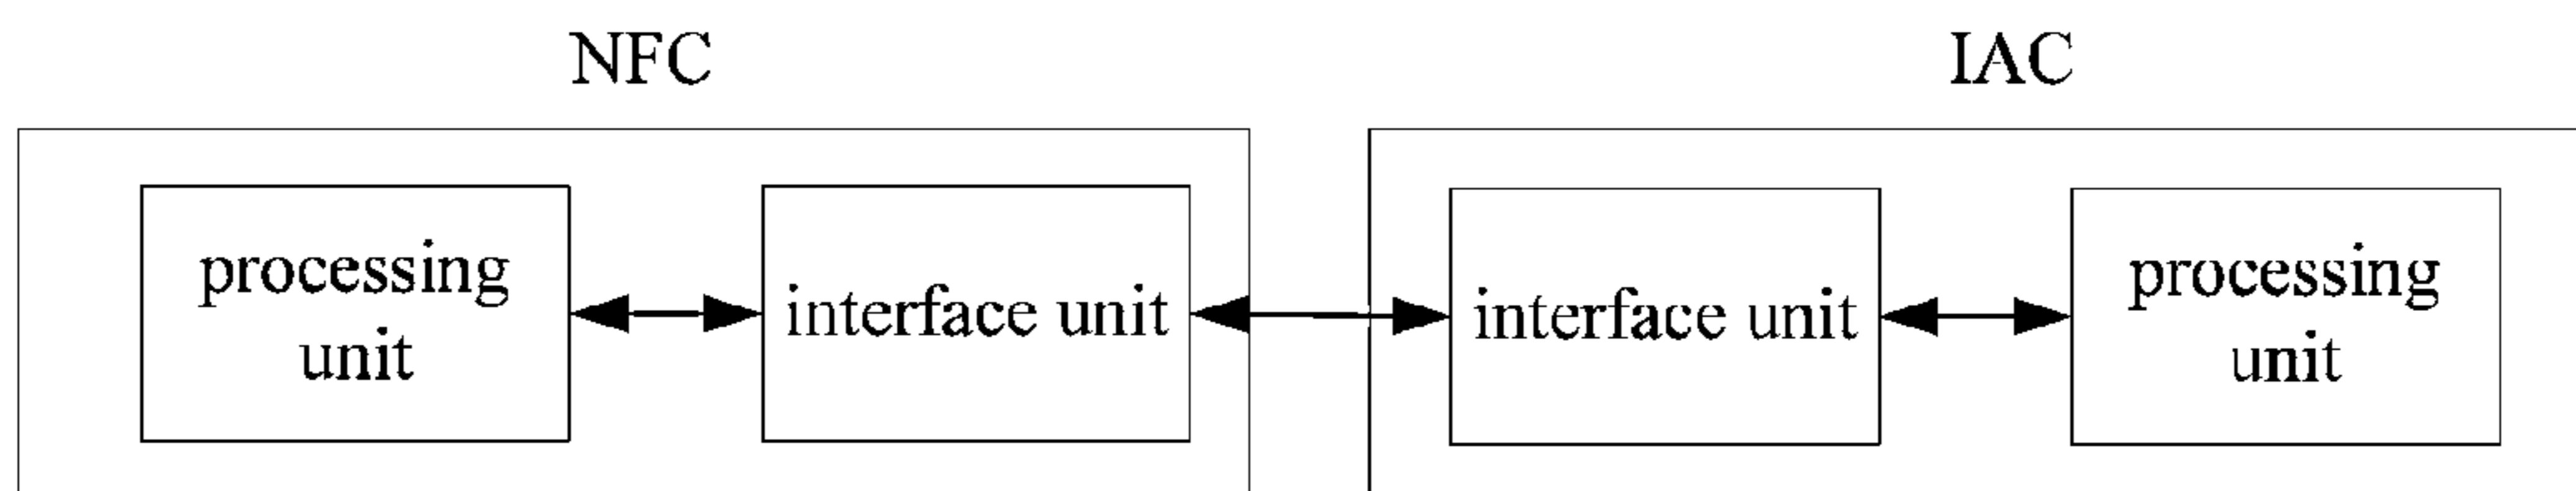 NFC
IAC
processing
unit
interface unit
interface unit
processing
unit